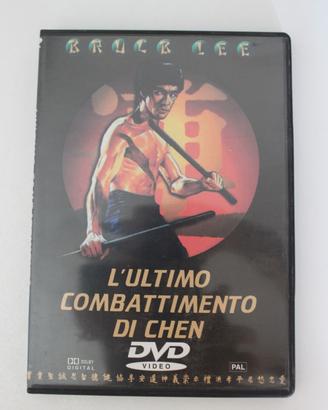 BRUCE LEE
L'ULTIMO
COMBATTIMENTO
DI CHEN
DVD
VIDEO
DOLBY
DIGITAL
PAL